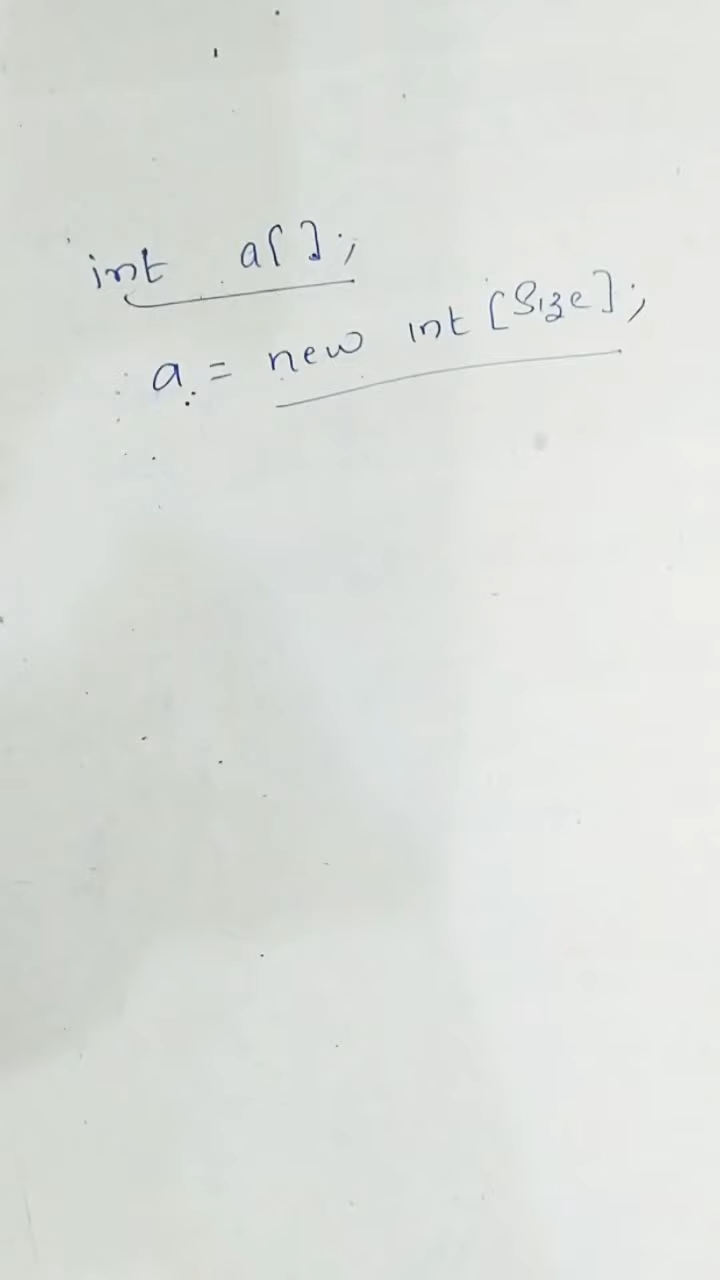 int a[];
a = new int [Size];